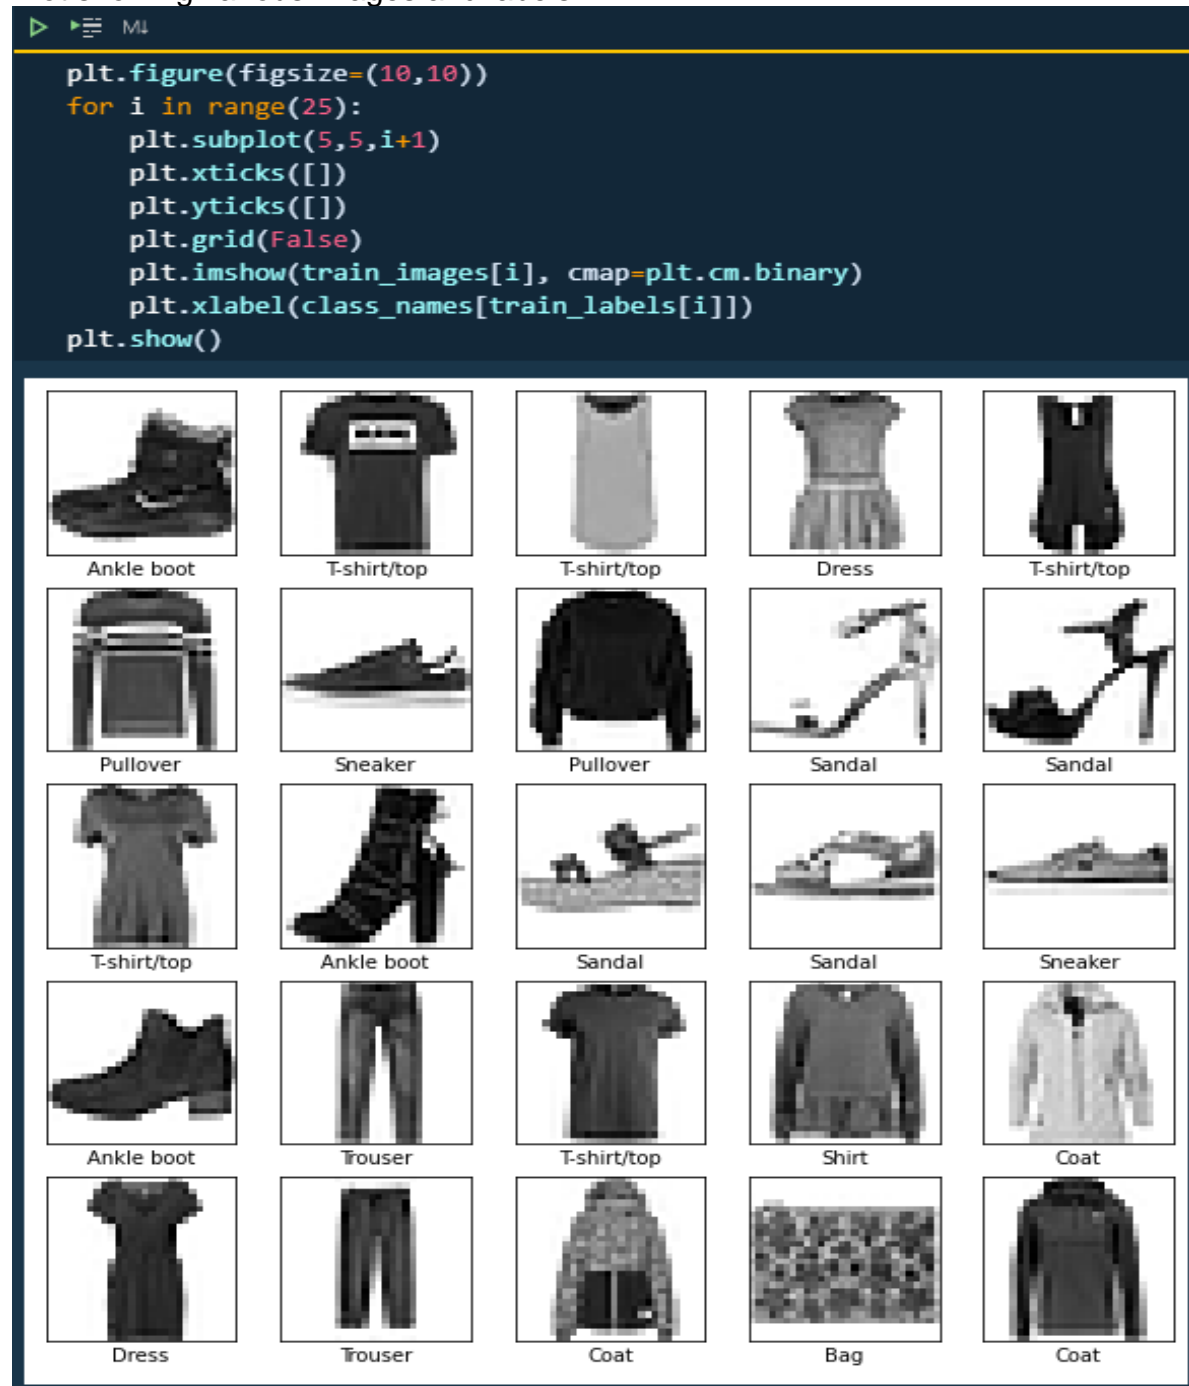 M↓
plt.figure(figsize=(10,10))
for i in range(25):
    plt.subplot(5,5,i+1)
    plt.xticks([])
    plt.yticks([])
    plt.grid(False)
    plt.imshow(train_images[i], cmap=plt.cm.binary)
    plt.xlabel(class_names[train_labels[i]])
plt.show()
Ankle boot T-shirt/top T-shirt/top Dress T-shirt/top
Pullover Sneaker Pullover Sandal Sandal
T-shirt/top Ankle boot Sandal Sandal Sneaker
Ankle boot Trouser T-shirt/top Shirt Coat
Dress Trouser Coat Bag Coat